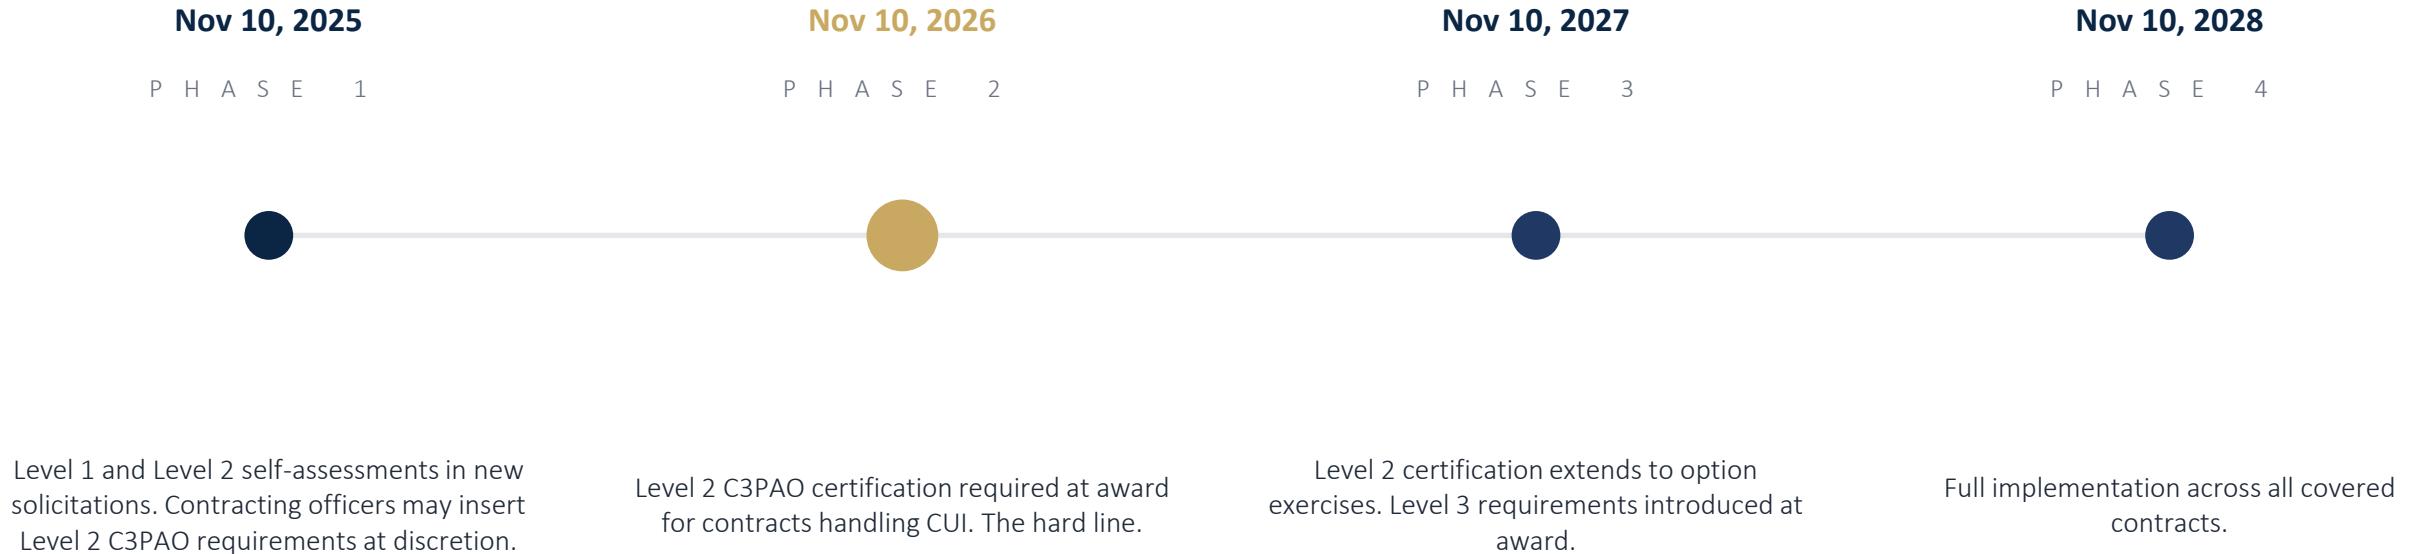 Nov 10, 2025
PHASE 1
Level 1 and Level 2 self-assessments in new
solicitations. Contracting officers may insert
Level 2 C3PAO requirements at discretion.
Nov 10, 2026
PHASE 2
Level 2 C3PAO certification required at award
for contracts handling CUI. The hard line.
Nov 10, 2027
PHASE 3
Level 2 certification extends to option
exercises. Level 3 requirements introduced at
award.
Nov 10, 2028
PHASE 4
Full implementation across all covered
contracts.